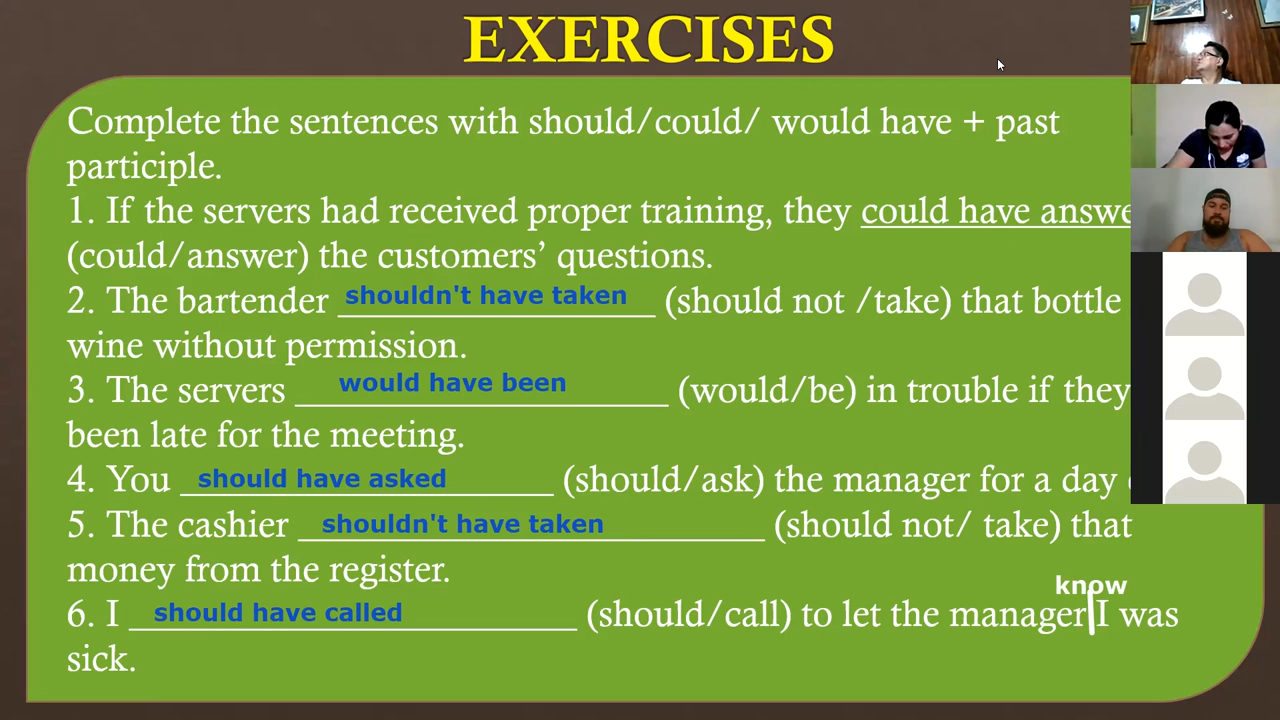 EXERCISES
Complete the sentences with should/could/ would have + past
participle.
1. If the servers had received proper training, they could have answe
(could/answer) the customers’ questions.
2. The bartender shouldn't have taken (should not /take) that bottle
wine without permission.
3. The servers would have been (would/be) in trouble if they
been late for the meeting.
4. You should have asked (should/ask) the manager for a day
5. The cashier shouldn't have taken (should not/ take) that
money from the register.
know
6. I should have called (should/call) to let the manager I was
sick.